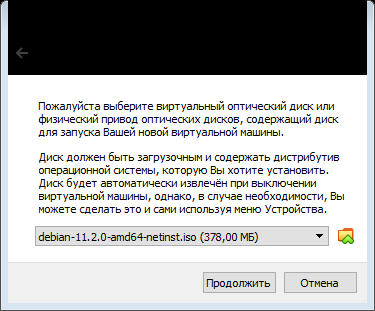 Пожалуйста выберите виртуальный оптический диск или
физический привод оптических дисков, содержащий диск
для запуска Вашей новой виртуальной машины.
Диск должен быть загрузочным и содержать дистрибутив
операционной системы, которую Вы хотите установить.
Диск будет автоматически извлечён при выключении
виртуальной машины, однако, в случае необходимости, Вы
можете сделать это и сами используя меню Устройства.
debian-11.2.0-amd64-netinst.iso (378,00 МБ)
Продолжить Отмена